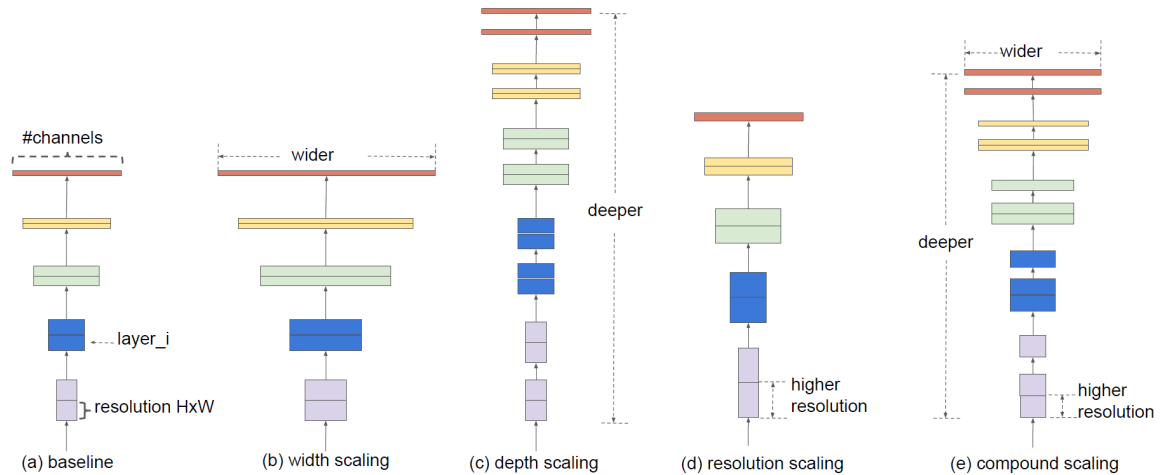 #channels
layer_i
resolution HxW
(a) baseline
wider
(b) width scaling
deeper
(c) depth scaling
higher
resolution
(d) resolution scaling
wider
deeper
higher
resolution
(e) compound scaling